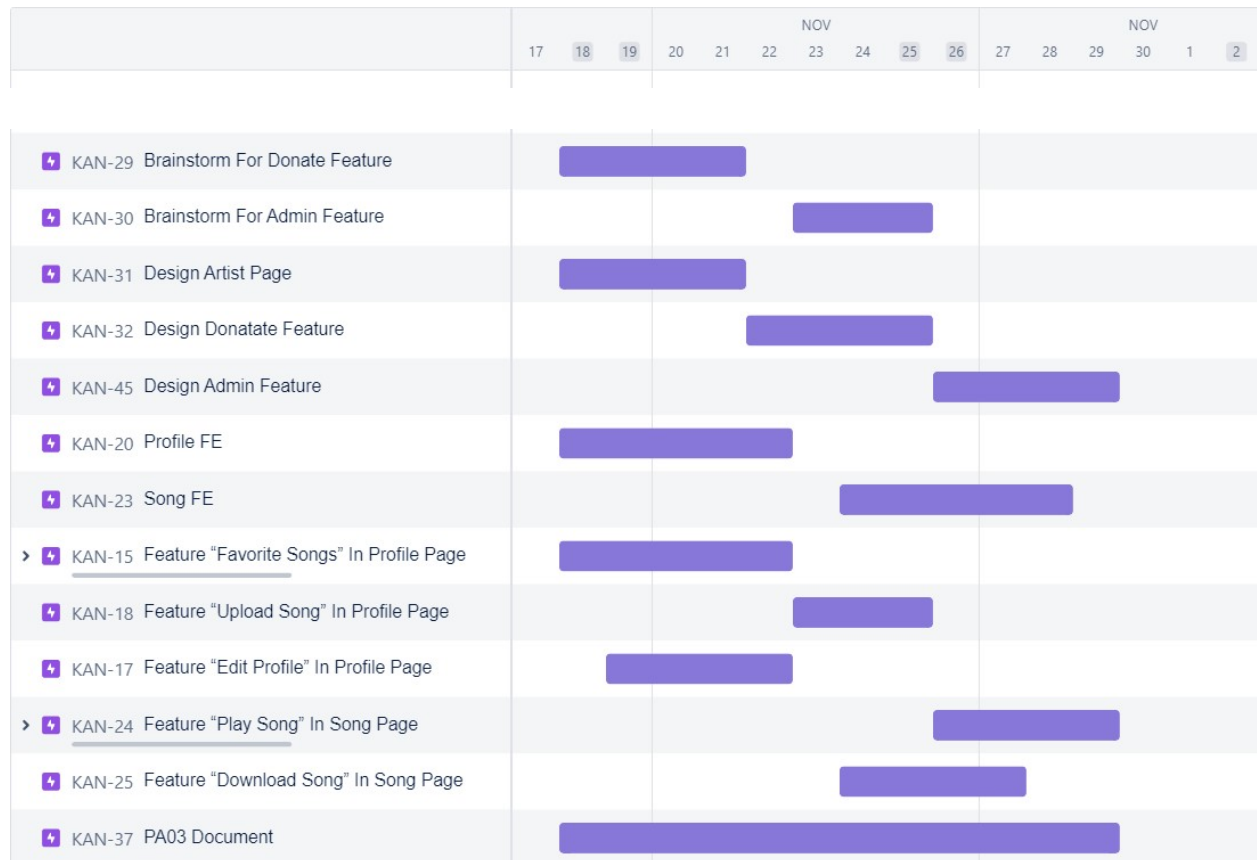 NOV NOV
17 18 19 20 21 22 23 24 25 26 27 28 29 30 1 2
KAN-29 Brainstorm For Donate Feature
KAN-30 Brainstorm For Admin Feature
KAN-31 Design Artist Page
KAN-32 Design Donatate Feature
KAN-45 Design Admin Feature
KAN-20 Profile FE
KAN-23 Song FE
KAN-15 Feature “Favorite Songs” In Profile Page
KAN-18 Feature “Upload Song” In Profile Page
KAN-17 Feature “Edit Profile” In Profile Page
KAN-24 Feature “Play Song” In Song Page
KAN-25 Feature “Download Song” In Song Page
KAN-37 PA03 Document